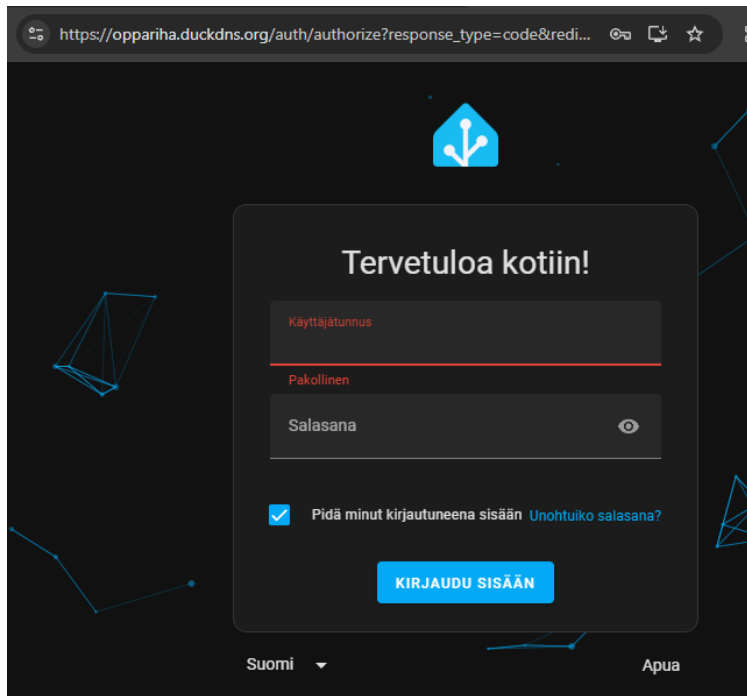 https://oppariha.duckdns.org/auth/authorize?response_type=code&redi...
Tervetuloa kotiin!
Käyttäjätunnus
Pakollinen
Salasana
Pidä minut kirjautuneena sisään Unohtuiko salasana?
KIRJAUDU SISÄÄN
Suomi
Apua